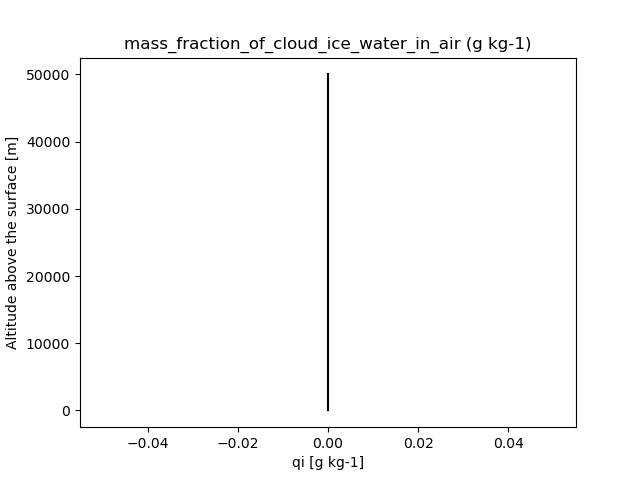 mass_fraction_of_cloud_ice_water_in_air (g kg-1)
Altitude above the surface [m]
50000
40000
30000
20000
10000
0
−0.04 −0.02 0.00 0.02 0.04
qi [g kg-1]